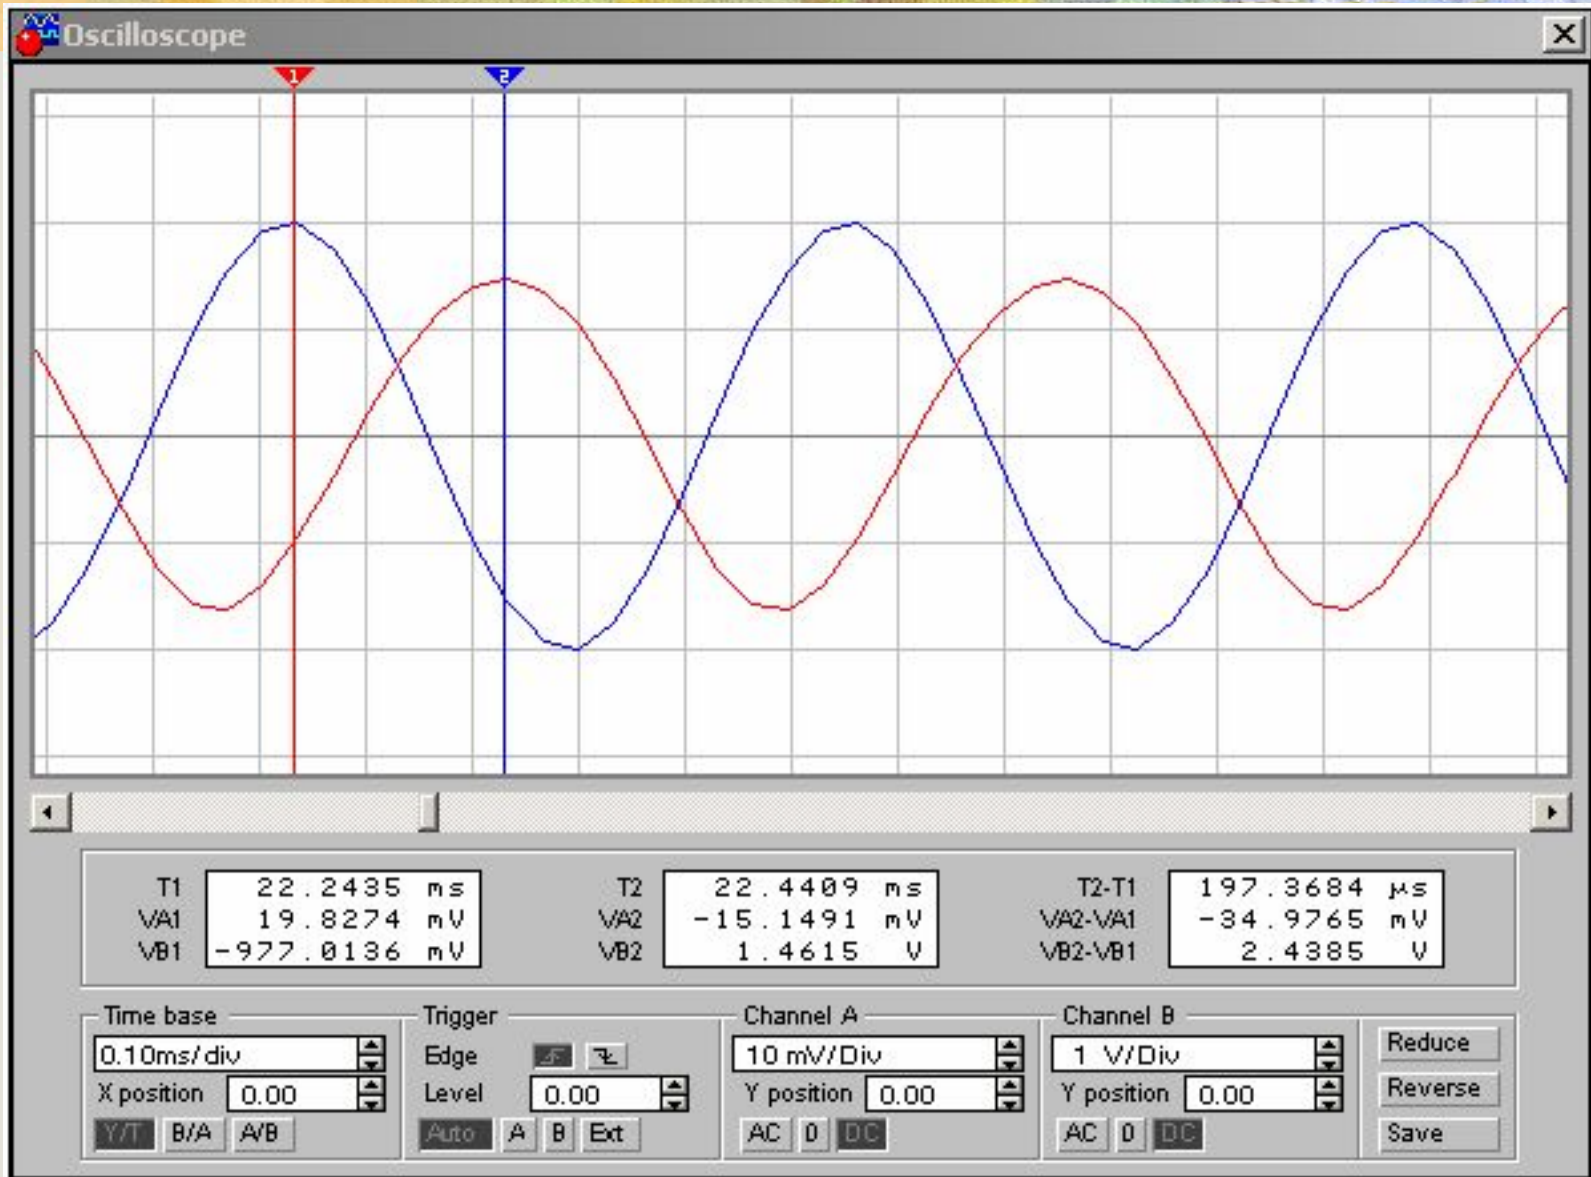 Oscilloscope
1 2
T1 22.2435 ms T2 22.4409 ms T2-T1 197.3684 µs
VA1 19.8274 mV VA2 -15.1491 mV VA2-VA1 -34.9765 mV
VB1 -977.0136 mV VB2 1.4615 V VB2-VB1 2.4385 V
Time base Trigger Channel A Channel B
0.10ms/div Edge 10 mV/Div 1 V/Div Reduce
X position 0.00 Level 0.00 Y position 0.00 Y position 0.00 Reverse
Y/T B/A A/B Auto A B Ext AC 0 DC AC 0 DC Save